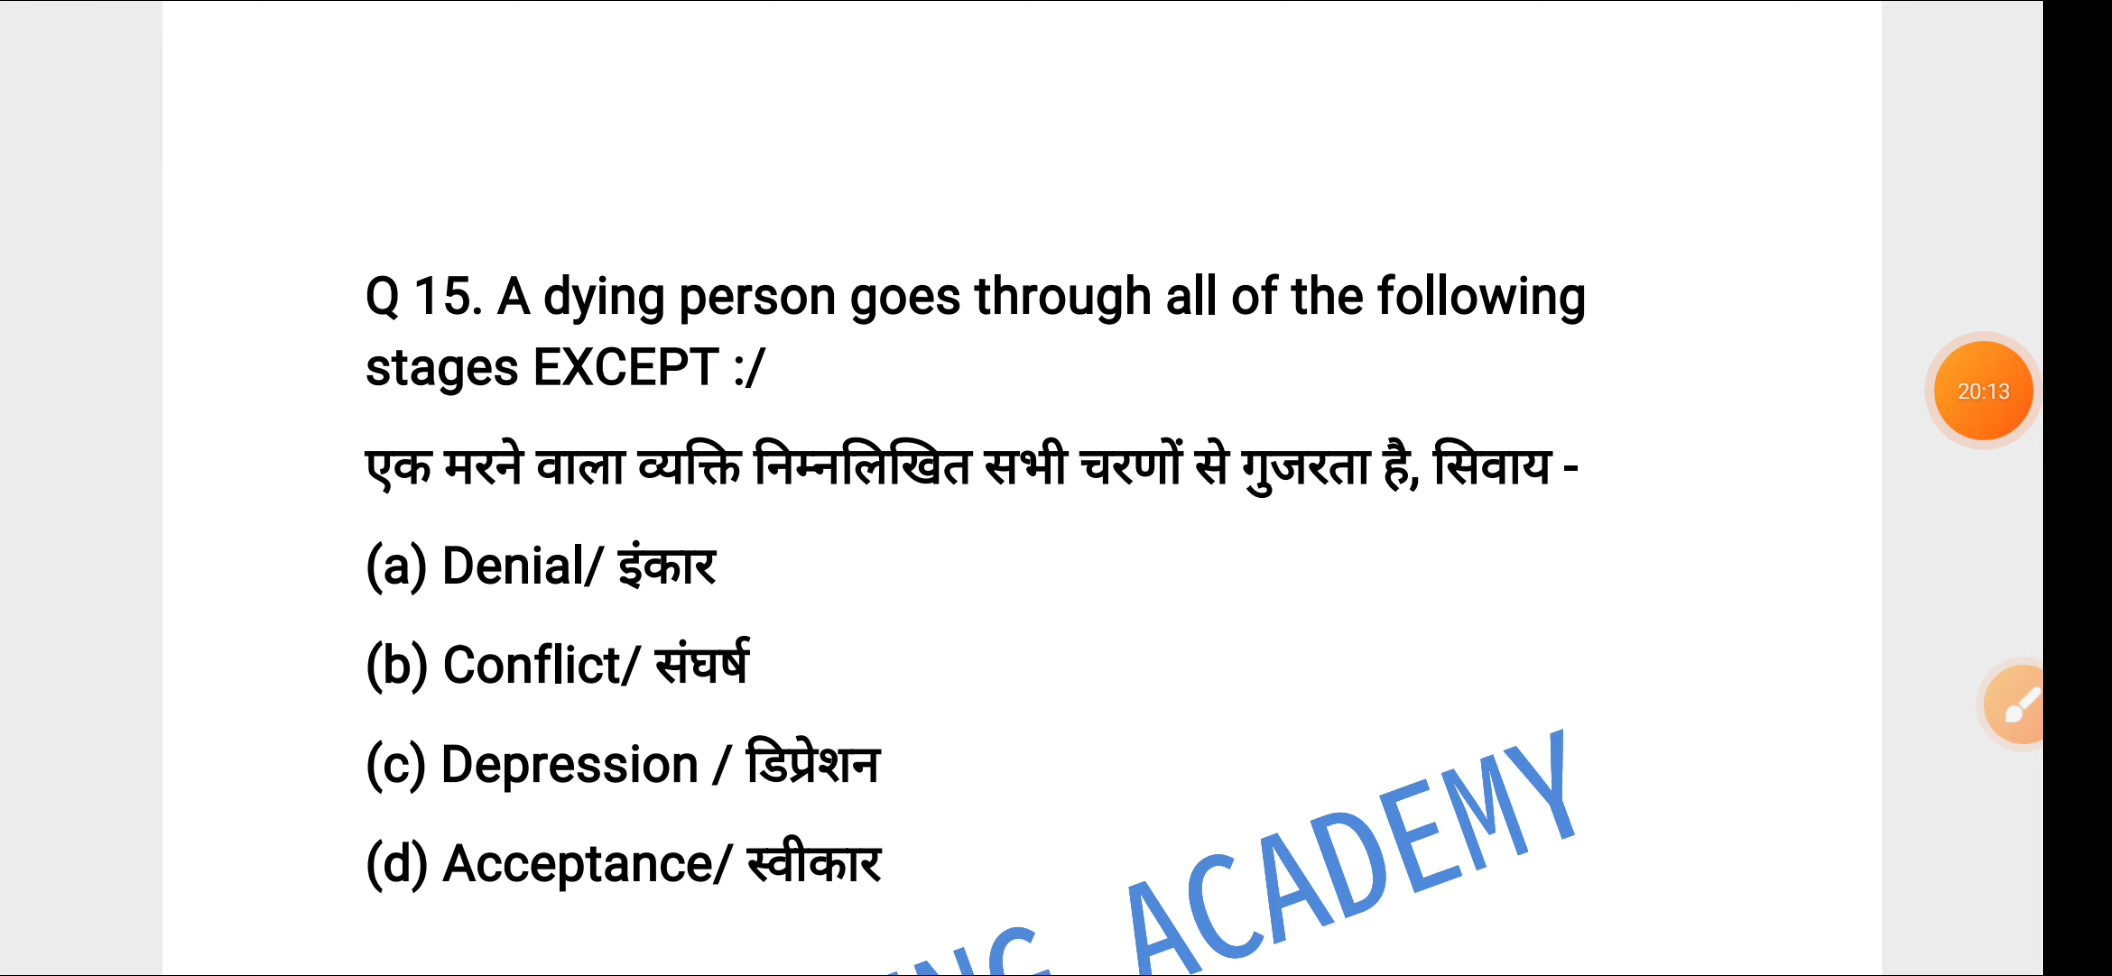 Q 15. A dying person goes through all of the following
stages EXCEPT :/
एक मरने वाला व्यक्ति निम्नलिखित सभी चरणों से गुजरता है, सिवाय -
(a) Denial/ इंकार
(b) Conflict/ संघर्ष
(c) Depression / डिप्रेशन
(d) Acceptance/ स्वीकार
ACADEMY
20:13